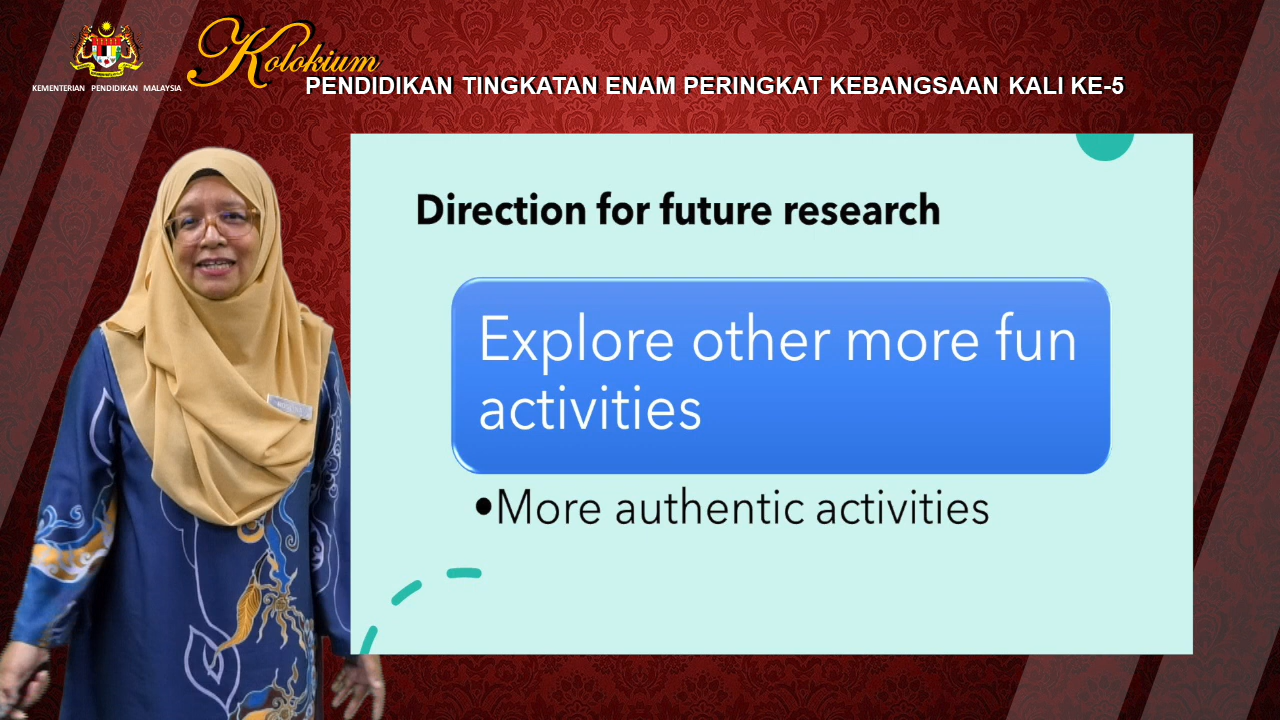 KEMENTERIAN PENDIDIKAN MALAYSIA
Kolokium
PENDIDIKAN TINGKATAN ENAM PERINGKAT KEBANGSAAN KALI KE-5
Direction for future research
Explore other more fun
activities
•More authentic activities